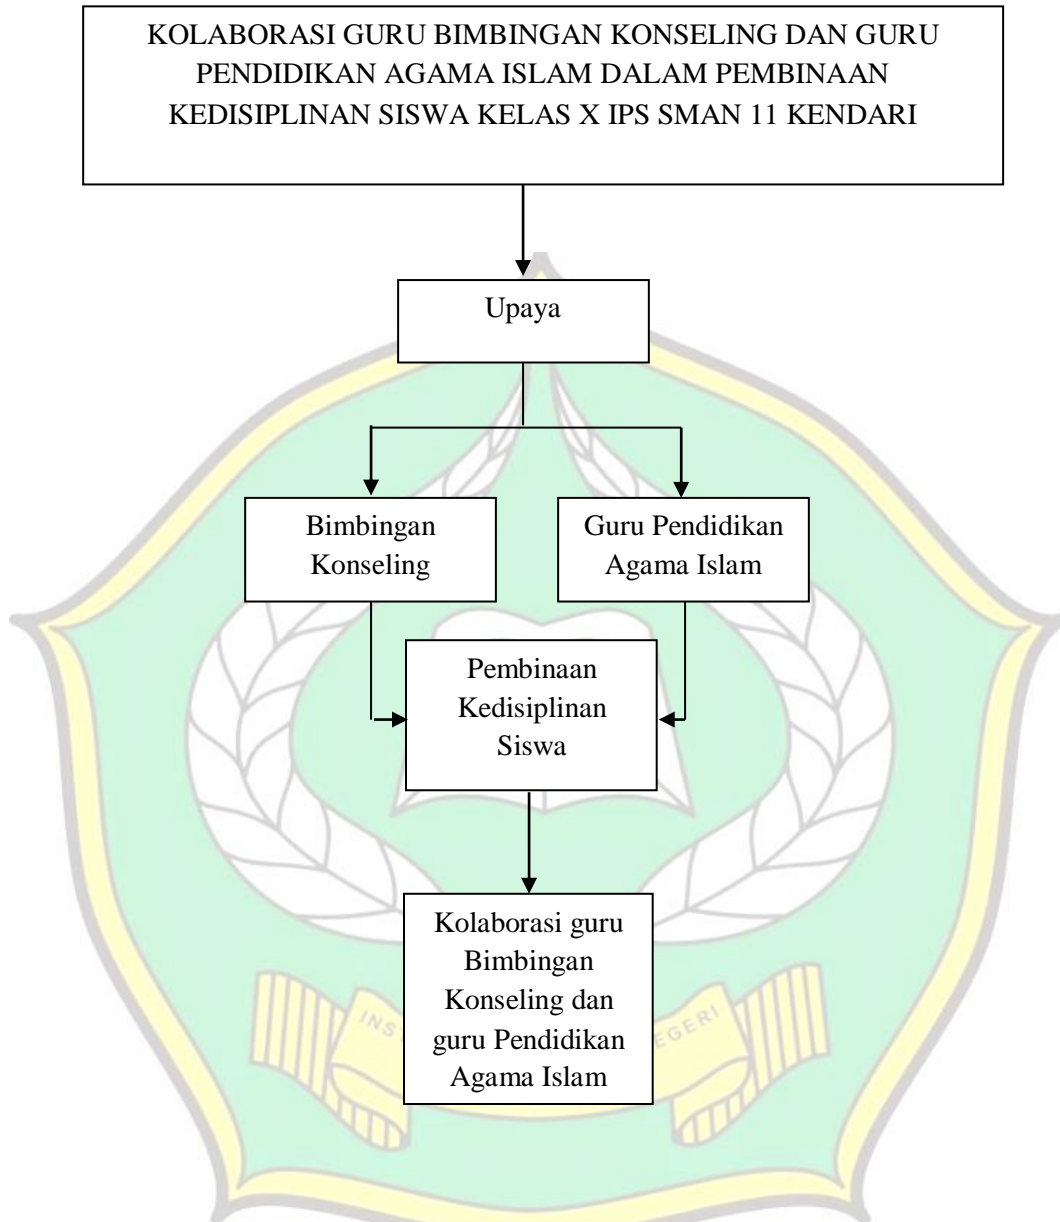 KOLABORASI GURU BIMBINGAN KONSELING DAN GURU
PENDIDIKAN AGAMA ISLAM DALAM PEMBINAAN
KEDISIPLINAN SISWA KELAS X IPS SMAN 11 KENDARI
Upaya
Bimbingan
Konseling
Guru Pendidikan
Agama Islam
Pembinaan
Kedisiplinan
Siswa
Kolaborasi guru
Bimbingan
Konseling dan
guru Pendidikan
Agama Islam